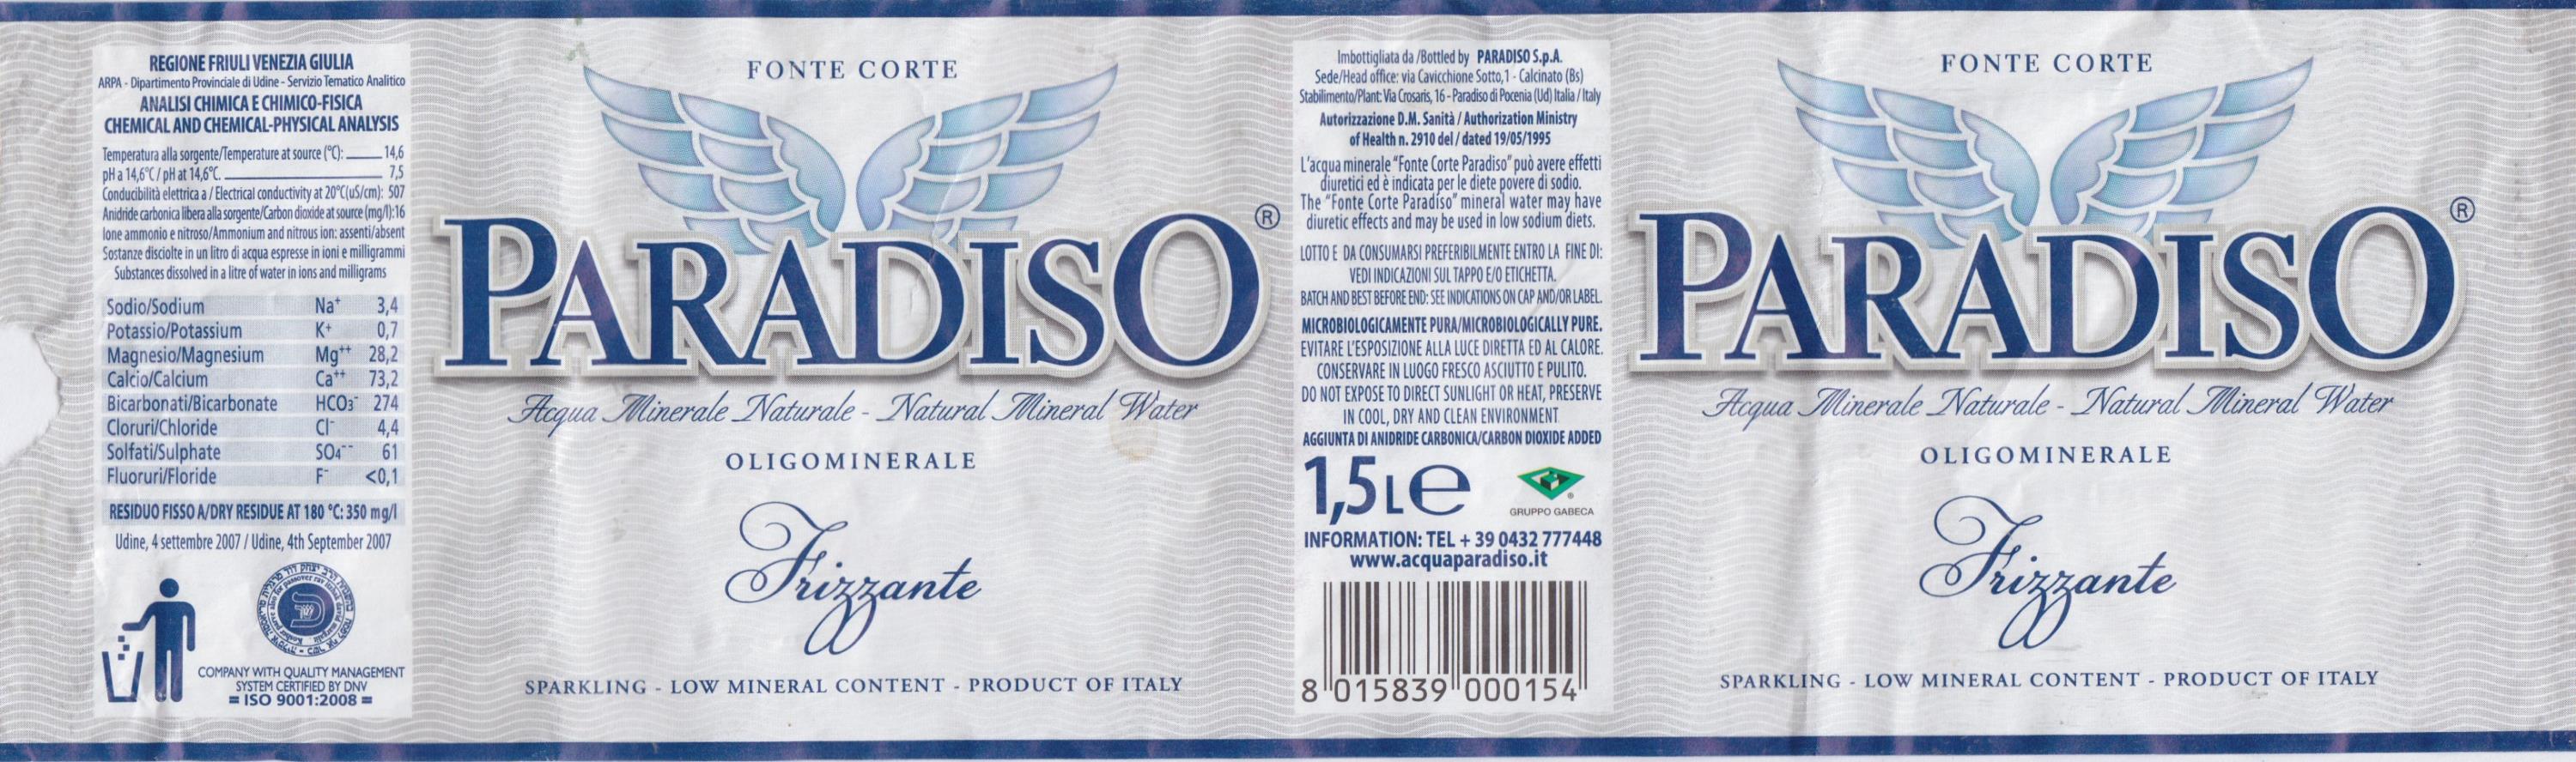 REGIONE FRIULI VENEZIA GIULIA
ARPA - Dipartimento Provinciale di Udine - Servizio Tematico Analitico
ANALISI CHIMICA E CHIMICO-FISICA
CHEMICAL AND CHEMICAL-PHYSICAL ANALYSIS
Temperatura alla sorgente/Temperature at source (°C): 14,6
pH a 14,6°C / pH at 14,6°C. 7,5
Conducibilità elettrica a / Electrical conductivity at 20°C(uS/cm): 507
Anidride carbonica libera alla sorgente/Carbon dioxide at source (mg/l):16
Ione ammonio e nitroso/Ammonium and nitrous ion: assenti/absent
Sostanze disciolte in un litro di acqua espresse in ioni e milligrammi
Substances dissolved in a litre of water in ions and milligrams
Sodio/Sodium Na+ 3,4
Potassio/Potassium K+ 0,7
Magnesio/Magnesium Mg++ 28,2
Calcio/Calcium Ca++ 73,2
Bicarbonati/Bicarbonate HCO3- 274
Cloruri/Chloride Cl- 4,4
Solfati/Sulphate SO4-- 61
Fluoruri/Floride F- <0,1
RESIDUO FISSO A/DRY RESIDUE AT 180 °C: 350 mg/l
Udine, 4 settembre 2007 / Udine, 4th September 2007
COMPANY WITH QUALITY MANAGEMENT
SYSTEM CERTIFIED BY DNV
= ISO 9001:2008 =
FONTE CORTE
PARADISO ®
Acqua Minerale Naturale - Natural Mineral Water
OLIGOMINERALE
Frizzante
SPARKLING - LOW MINERAL CONTENT - PRODUCT OF ITALY
Imbottigliata da /Bottled by PARADISO S.p.A.
Sede/Head office: via Cavicchione Sotto,1 - Calcinato (Bs)
Stabilimento/Plant: Via Crosaris, 16 - Paradiso di Pocenia (Ud) Italia / Italy
Autorizzazione D.M. Sanità / Authorization Ministry
of Health n. 2910 del / dated 19/05/1995
L'acqua minerale "Fonte Corte Paradiso" può avere effetti
diuretici ed è indicata per le diete povere di sodio.
The "Fonte Corte Paradiso" mineral water may have
diuretic effects and may be used in low sodium diets.
LOTTO E DA CONSUMARSI PREFERIBILMENTE ENTRO LA FINE DI:
VEDI INDICAZIONI SUL TAPPO E/O ETICHETTA.
BATCH AND BEST BEFORE END: SEE INDICATIONS ON CAP AND/OR LABEL.
MICROBIOLOGICAMENTE PURA/MICROBIOLOGICALLY PURE.
EVITARE L'ESPOSIZIONE ALLA LUCE DIRETTA ED AL CALORE.
CONSERVARE IN LUOGO FRESCO ASCIUTTO E PULITO.
DO NOT EXPOSE TO DIRECT SUNLIGHT OR HEAT, PRESERVE
IN COOL, DRY AND CLEAN ENVIRONMENT
AGGIUNTA DI ANIDRIDE CARBONICA/CARBON DIOXIDE ADDED
1,5 L e
®
GRUPPO GABECA
INFORMATION: TEL + 39 0432 777448
www.acquaparadiso.it
8 015839 000154
FONTE CORTE
PARADISO ®
Acqua Minerale Naturale - Natural Mineral Water
OLIGOMINERALE
Frizzante
SPARKLING - LOW MINERAL CONTENT - PRODUCT OF ITALY